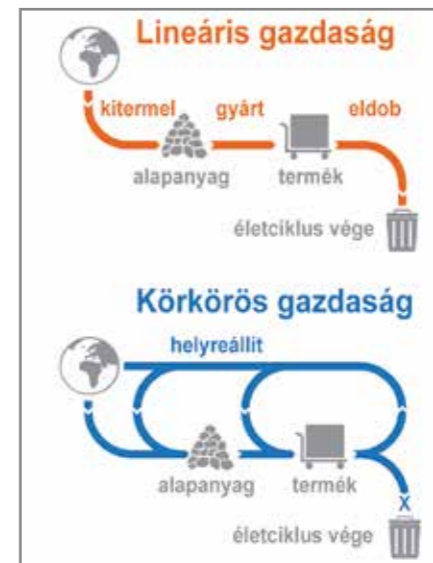 Lineáris gazdaság
kitermel gyárt eldob
alapanyag termék
életciklus vége
Körkörös gazdaság
helyreállít
alapanyag termék
X
életciklus vége